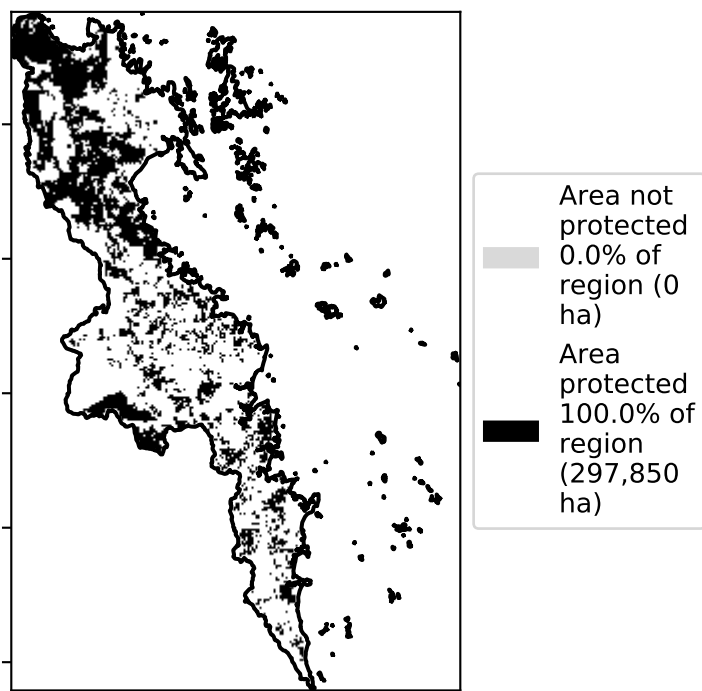 Area not
protected
0.0% of
region (0
ha)
Area
protected
100.0% of
region
(297,850
ha)